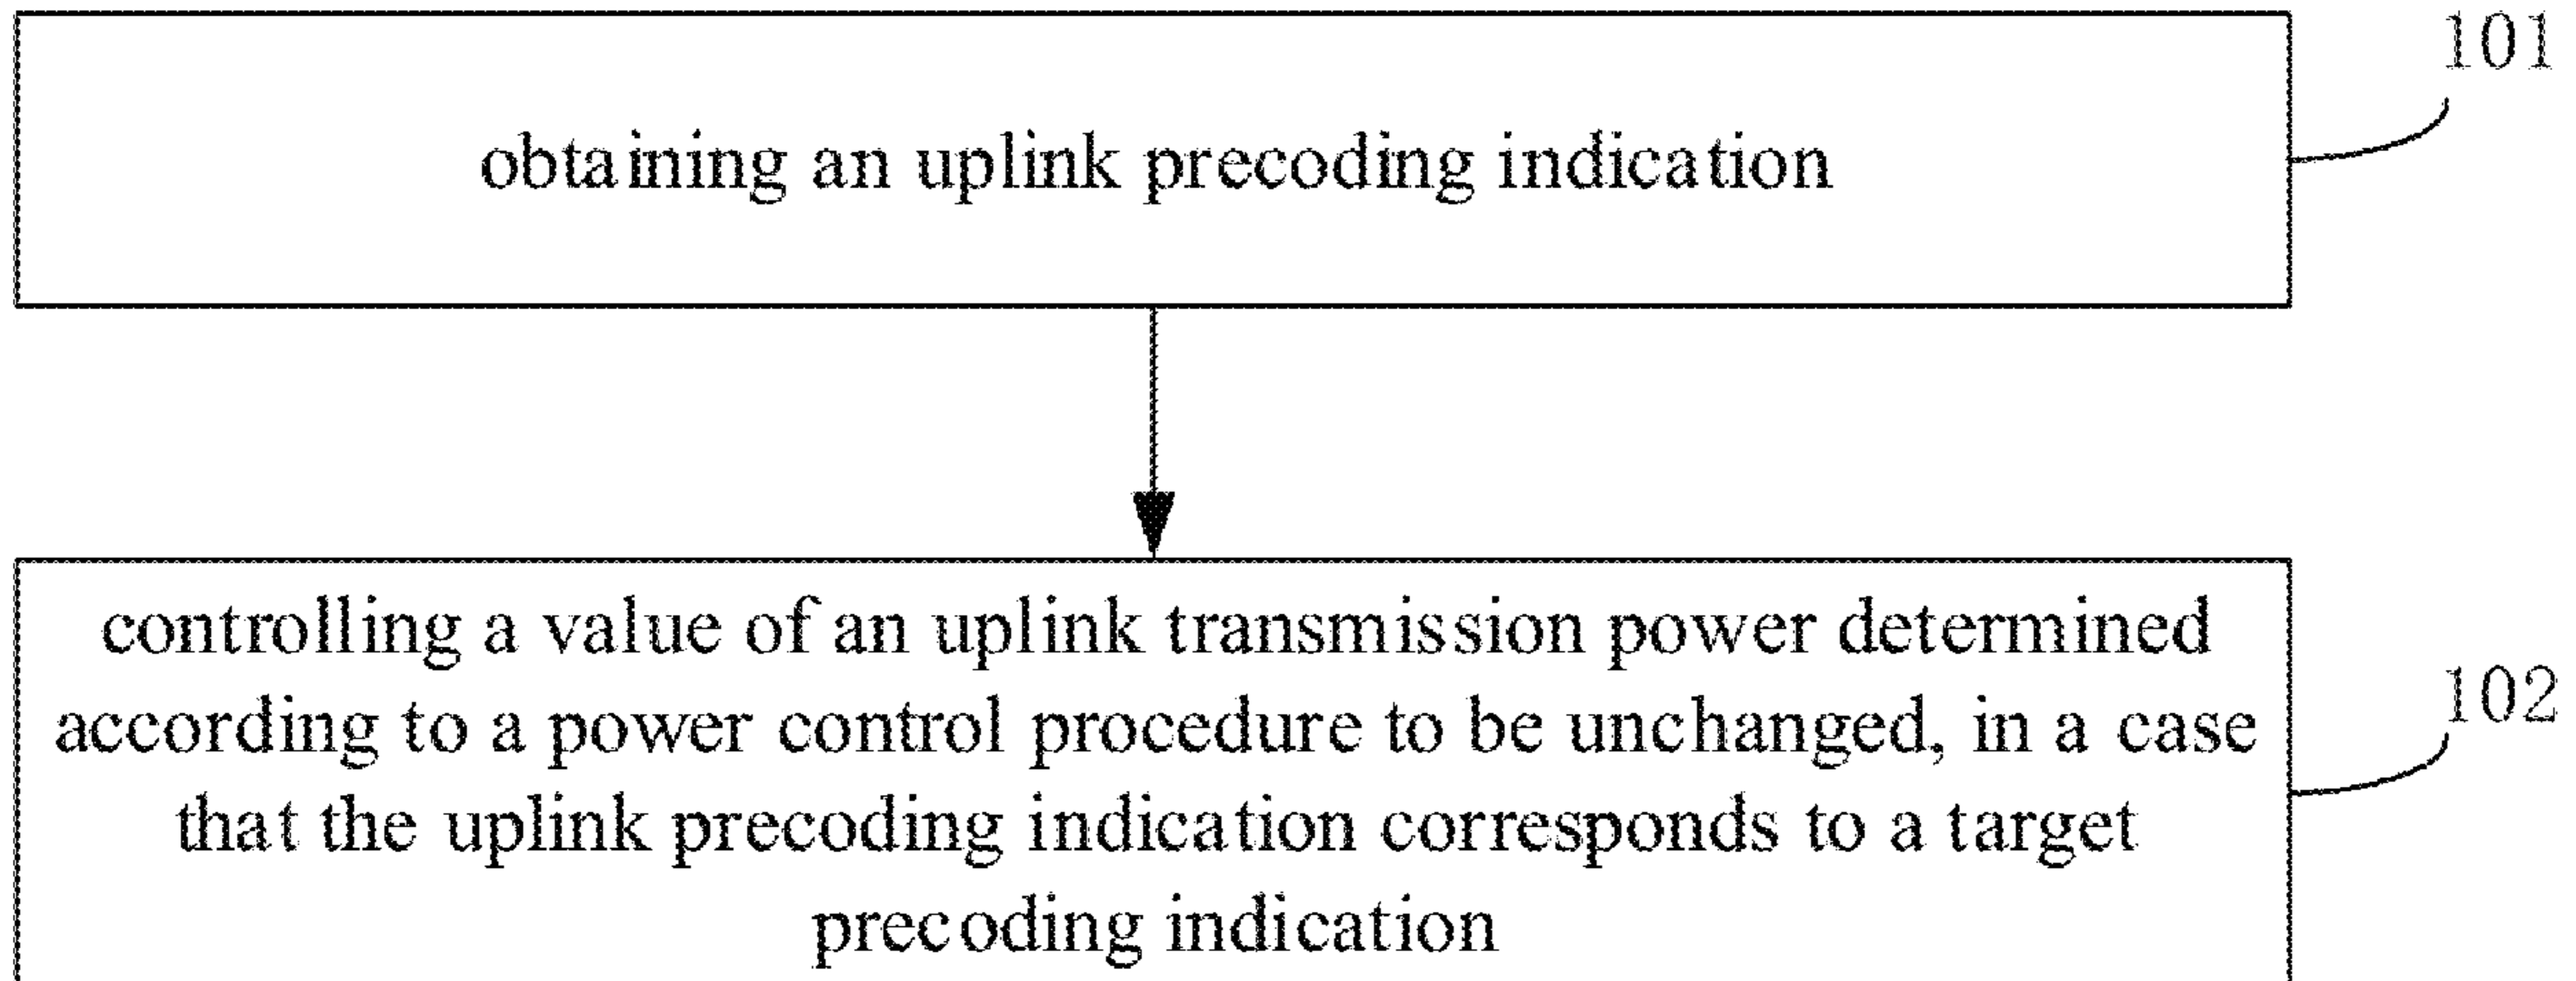 101
obtaining an uplink precoding indication
controlling a value of an uplink transmission power determined
according to a power control procedure to be unchanged, in a case
102
that the uplink precoding indication corresponds to a target
precoding indication